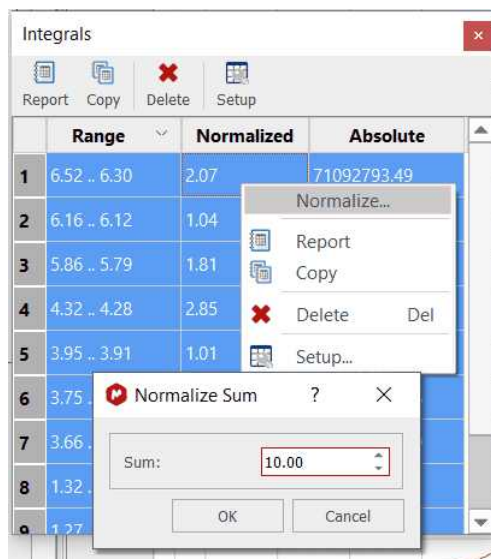 Integrals
Report Copy Delete Setup
Range Normalized Absolute
1 6.52 .. 6.30 2.07 71092793.49
Normalize...
2 6.16 .. 6.12 1.04
Report
3 5.86 .. 5.79 1.81
Copy
4 4.32 .. 4.28 2.85
Delete Del
5 3.95 .. 3.91 1.01
Setup...
6 3.75 .
Normalize Sum ? ×
7 3.66 .
Sum: 10.00
8 1.32 .
OK Cancel
9 1.27